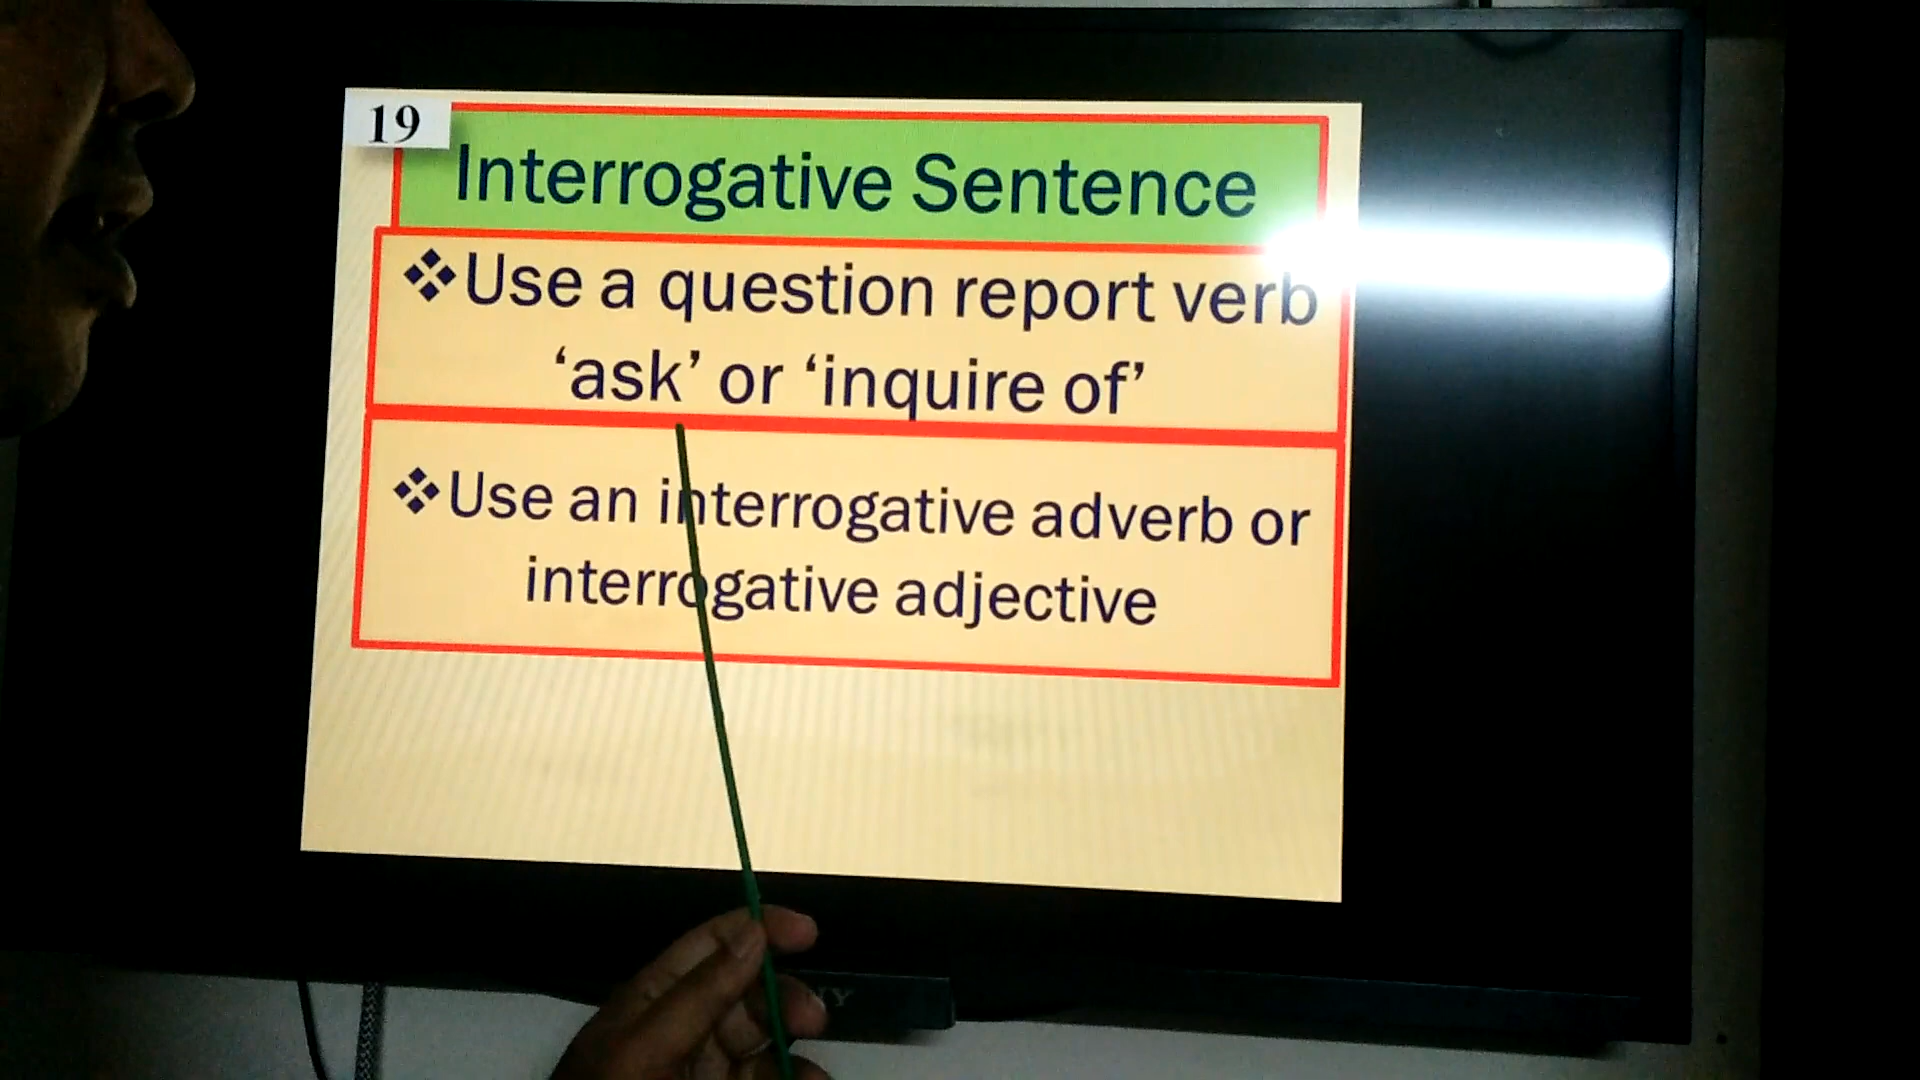 19
Interrogative Sentence
❖Use a question report verb
‘ask’ or ‘inquire of’
❖Use an interrogative adverb or
interrogative adjective